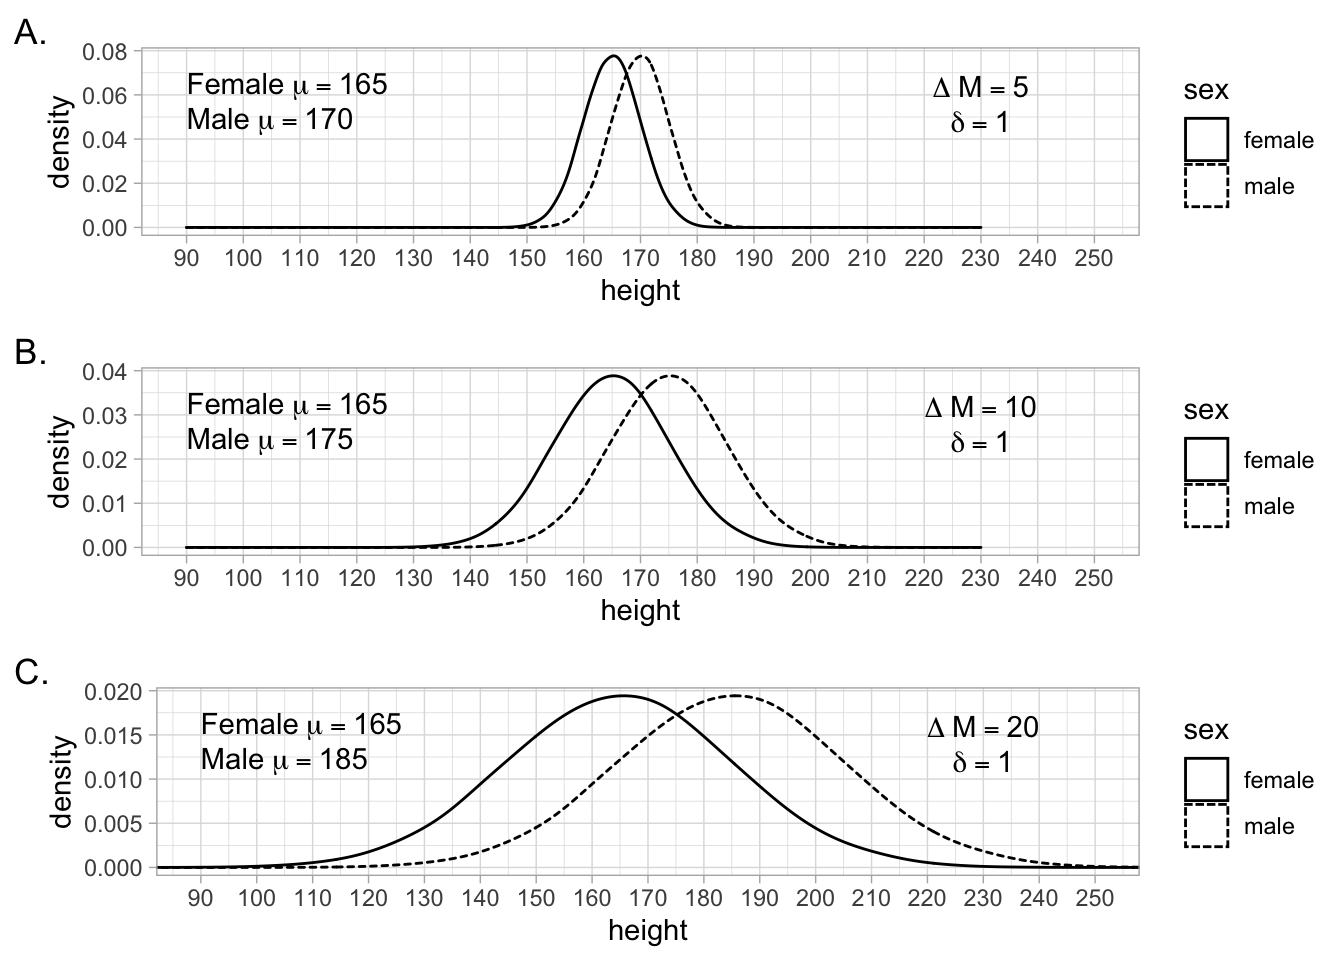 A.
0.08
0.06
0.04
0.02
0.00
density
Female μ = 165
Male μ = 170
Δ M = 5
δ = 1
90 100 110 120 130 140 150 160 170 180 190 200 210 220 230 240 250
height
sex
female
male
B.
0.04
0.03
0.02
0.01
0.00
density
Female μ = 165
Male μ = 175
Δ M = 10
δ = 1
90 100 110 120 130 140 150 160 170 180 190 200 210 220 230 240 250
height
sex
female
male
C.
0.020
0.015
0.010
0.005
0.000
density
Female μ = 165
Male μ = 185
Δ M = 20
δ = 1
90 100 110 120 130 140 150 160 170 180 190 200 210 220 230 240 250
height
sex
female
male